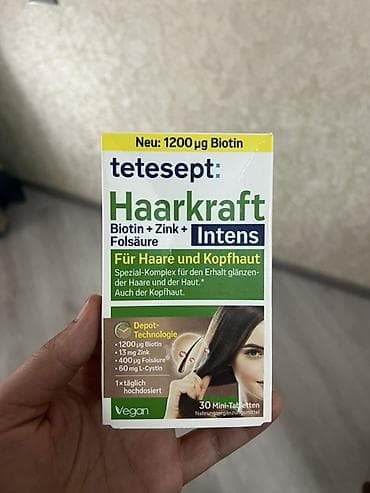 Neu: 1200 µg Biotin
tetesept:
Haarkraft
Biotin + Zink +
Folsäure
Intens
Für Haare und Kopfhaut
Spezial-Komplex für den Erhalt glänzen-
der Haare und der Haut.*
Auch der Kopfhaut.
Depot-
Technologie
• 1200 µg Biotin
• 13 mg Zink
• 400 µg Folsäure
• 60 mg L-Cystin
1 x täglich
hochdosiert
Vegan
30 Mini-Tabletten
Nahrungsergänzungsmittel